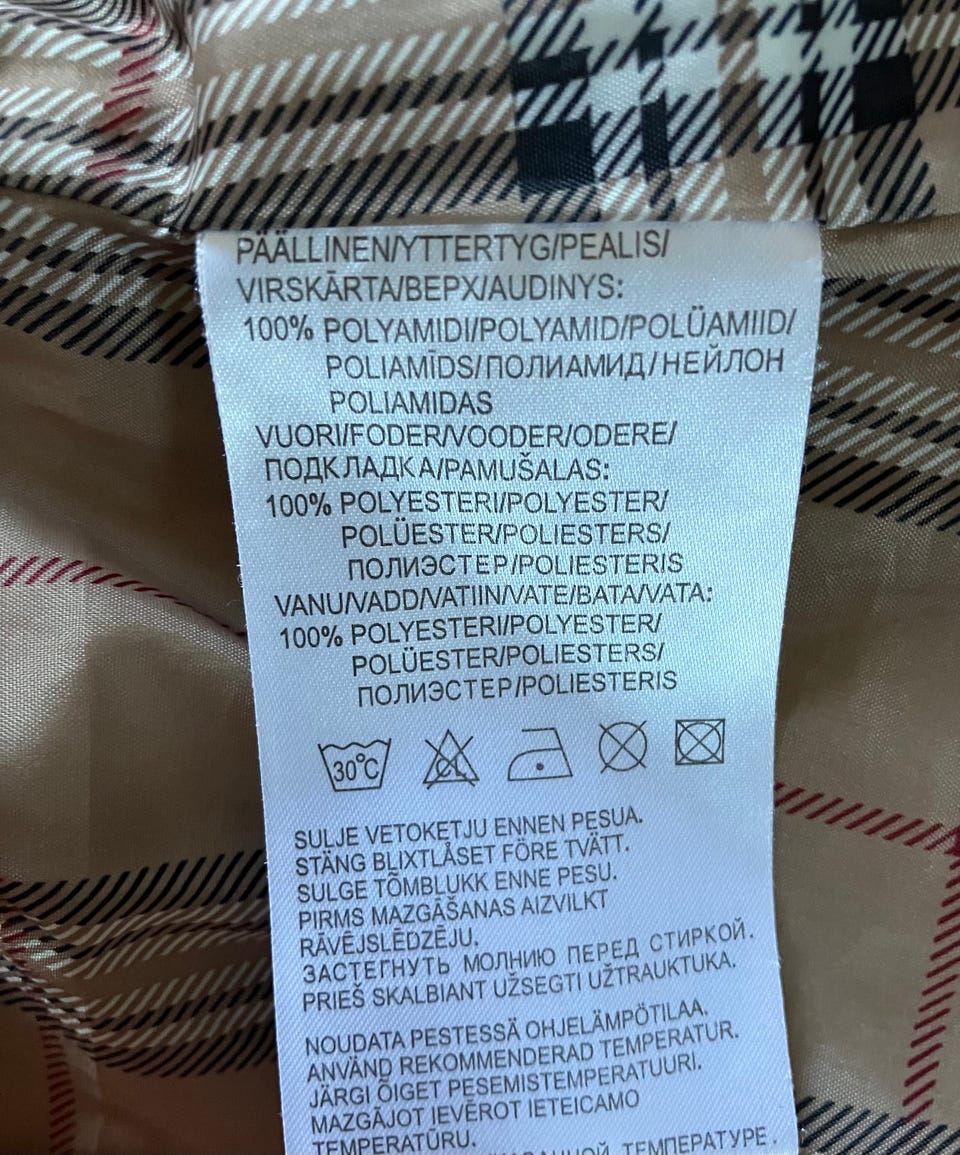 PÄÄLLINEN/YTTERTYG/PEALIS/
VIRSKĀRTA/ВЕРХ/AUDINYS:
100% POLYAMIDI/POLYAMID/POLÜAMIID/
POLIAMĪDS/ПОЛИАМИД/НЕЙЛОН
POLIAMIDAS
VUORI/FODER/VOODER/ODERE/
ПОДКЛАДКА/PAMUŠALAS:
100% POLYESTERI/POLYESTER/
POLÜESTER/POLIESTERS/
ПОЛИЭСТЕР/POLIESTERIS
VANU/VADD/VATIIN/VATE/ВАТА/VATA:
100% POLYESTERI/POLYESTER/
POLÜESTER/POLIESTERS/
ПОЛИЭСТЕР/POLIESTERIS
30°C CL
SULJE VETOKETJU ENNEN PESUA.
STÄNG BLIXTLÅSET FÖRE TVÄTT.
SULGE TÕMBLUKK ENNE PESU.
PIRMS MAZGĀŠANAS AIZVILKT
RĀVĒJSLĒDZĒJU.
ЗАСТЕГНУТЬ МОЛНИЮ ПЕРЕД СТИРКОЙ.
PRIEŠ SKALBIANT UŽSEGTI UŽTRAUKTUKA.
NOUDATA PESTESSÄ OHJELÄMPÖTILAA.
ANVÄND REKOMMENDERAD TEMPERATUR.
JÄRGI ÕIGET PESEMISTEMPERATUURI.
MAZGĀJOT IEVĒROT IETEICAMO
TEMPERATŪRU.
ТЕМПЕРАТУРЕ.